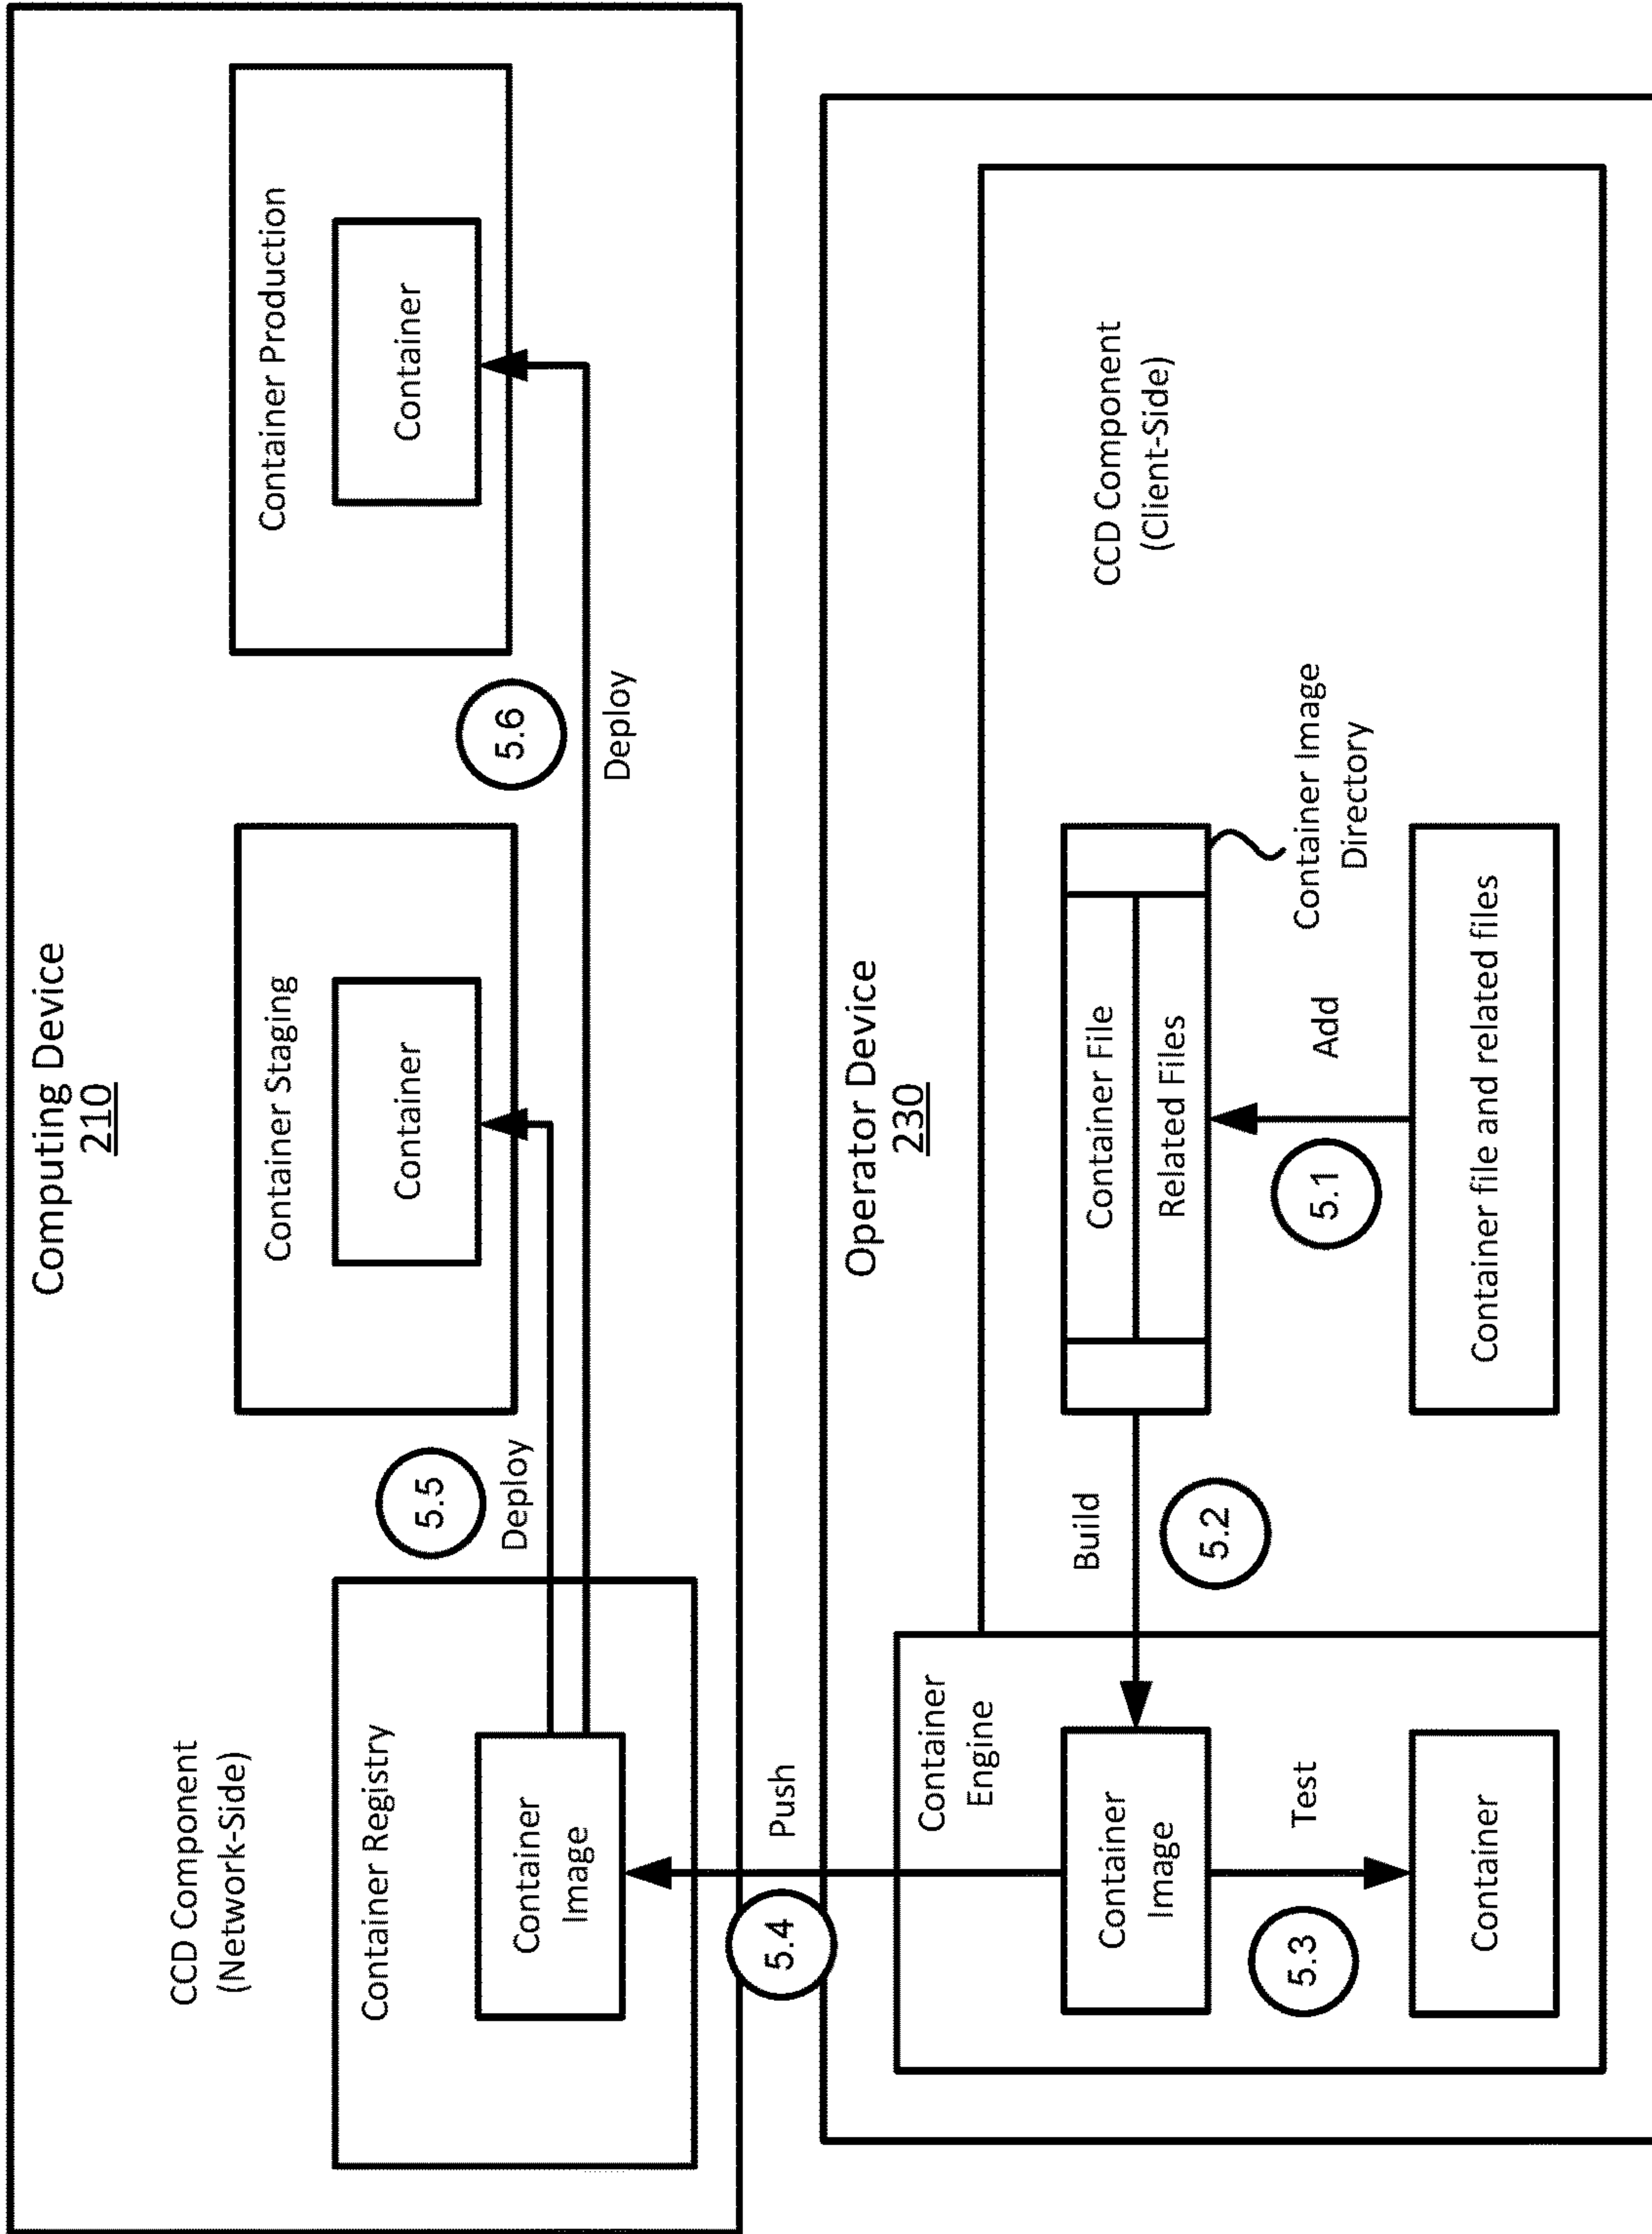 Computing Device
210
CCD Component
(Network-Side)
Container Registry
Container
Image
5.5
Deploy
Container Staging
Container
5.6
Deploy
Container Production
Container
5.4
Push
Operator Device
230
Container
Engine
Container
Image
5.3
Test
Container
Build
5.2
Container File
Related Files
Container Image
Directory
5.1
Add
Container file and related files
CCD Component
(Client-Side)